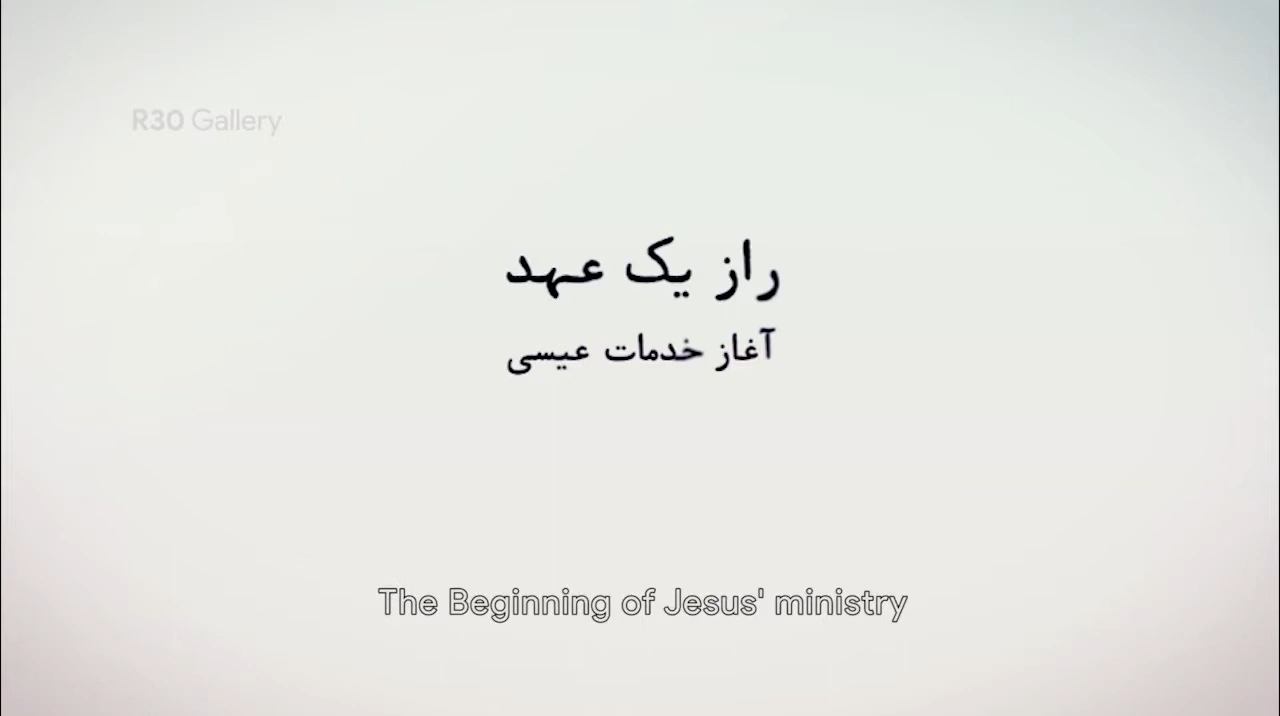 R30 Gallery
راز یک عهد
آغاز خدمات عیسی
The Beginning of Jesus' ministry